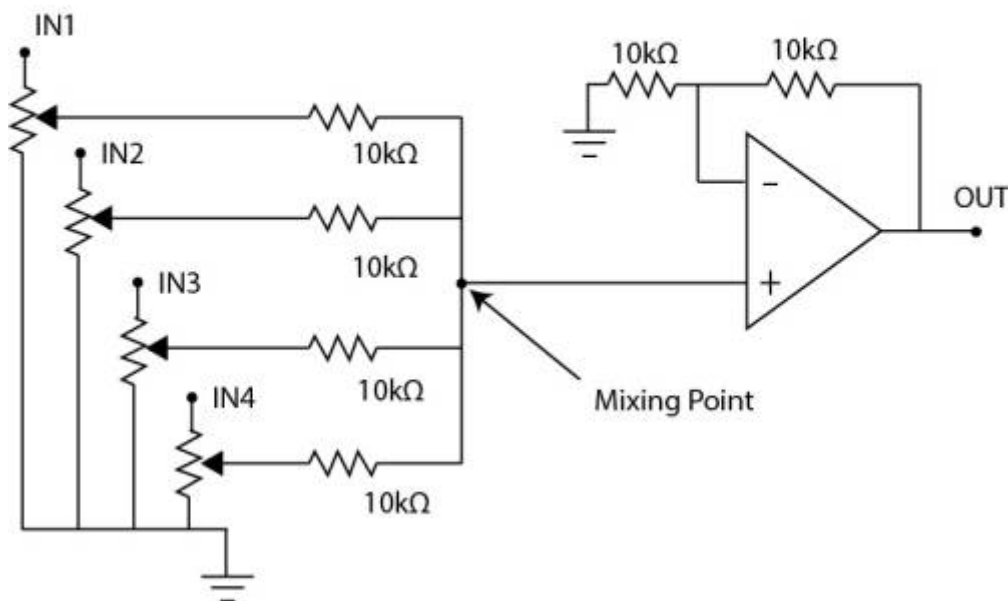 IN1
10kΩ
10kΩ
10kΩ
IN2
-
OUT
10kΩ
IN3
+
10kΩ
Mixing Point
IN4
10kΩ